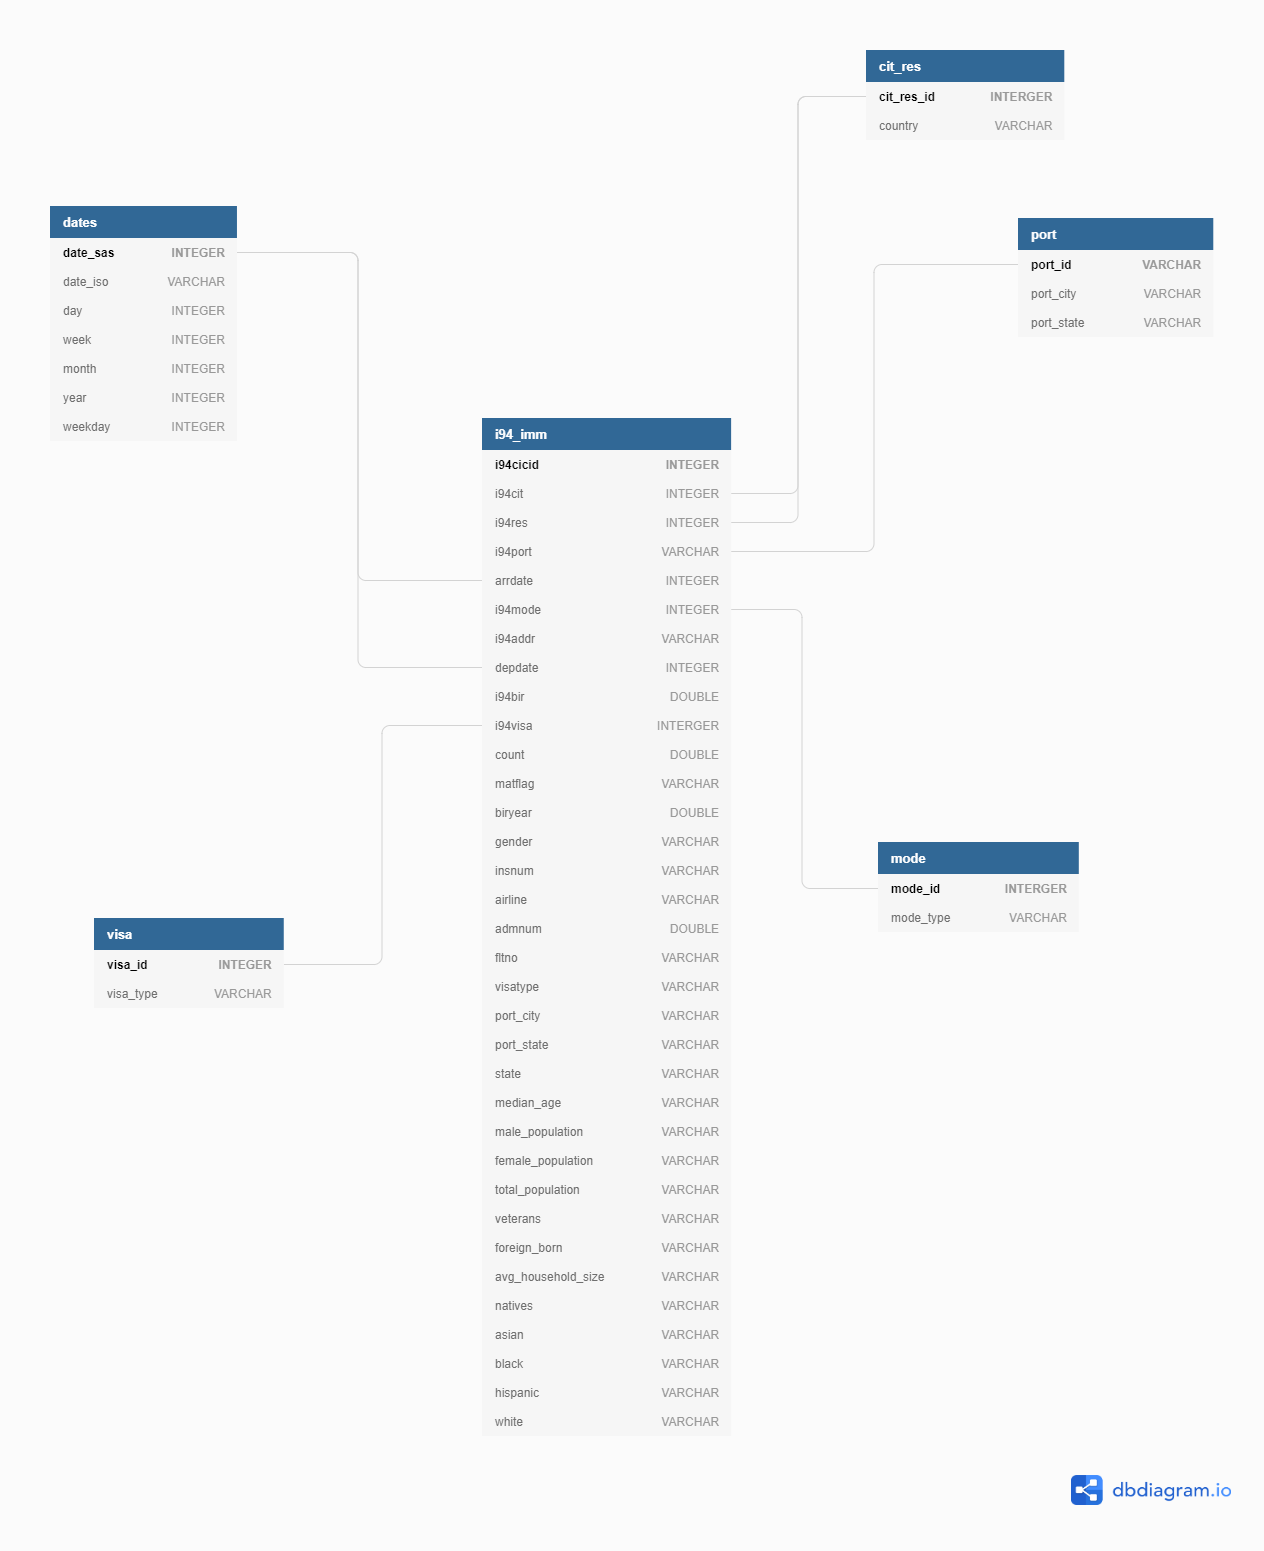 cit_res
cit_res_id INTERGER
country VARCHAR
dates
date_sas INTEGER
date_iso VARCHAR
day INTEGER
week INTEGER
month INTEGER
year INTEGER
weekday INTEGER
port
port_id VARCHAR
port_city VARCHAR
port_state VARCHAR
i94_imm
i94cicid INTEGER
i94cit INTEGER
i94res INTEGER
i94port VARCHAR
arrdate INTEGER
i94mode INTEGER
i94addr VARCHAR
depdate INTEGER
i94bir DOUBLE
i94visa INTERGER
count DOUBLE
matflag VARCHAR
biryear DOUBLE
gender VARCHAR
insnum VARCHAR
airline VARCHAR
admnum DOUBLE
fltno VARCHAR
visatype VARCHAR
port_city VARCHAR
port_state VARCHAR
state VARCHAR
median_age VARCHAR
male_population VARCHAR
female_population VARCHAR
total_population VARCHAR
veterans VARCHAR
foreign_born VARCHAR
avg_household_size VARCHAR
natives VARCHAR
asian VARCHAR
black VARCHAR
hispanic VARCHAR
white VARCHAR
mode
mode_id INTERGER
mode_type VARCHAR
visa
visa_id INTEGER
visa_type VARCHAR
dbdiagram.io